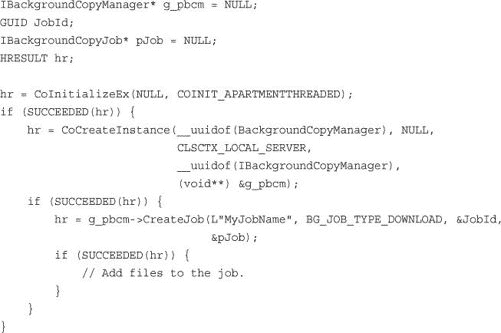 IBackgroundCopyManager* g_pbcm = NULL;
GUID JobId;
IBackgroundCopyJob* pJob = NULL;
HRESULT hr;

hr = CoInitializeEx(NULL, COINIT_APARTMENTTHREADED);
if (SUCCEEDED(hr)) {
    hr = CoCreateInstance(__uuidof(BackgroundCopyManager), NULL,
                          CLSCTX_LOCAL_SERVER,
                          __uuidof(IBackgroundCopyManager),
                          (void**) &g_pbcm);
    if (SUCCEEDED(hr)) {
        hr = g_pbcm->CreateJob(L"MyJobName", BG_JOB_TYPE_DOWNLOAD, &JobId,
                               &pJob);
        if (SUCCEEDED(hr)) {
            // Add files to the job.
        }
    }
}